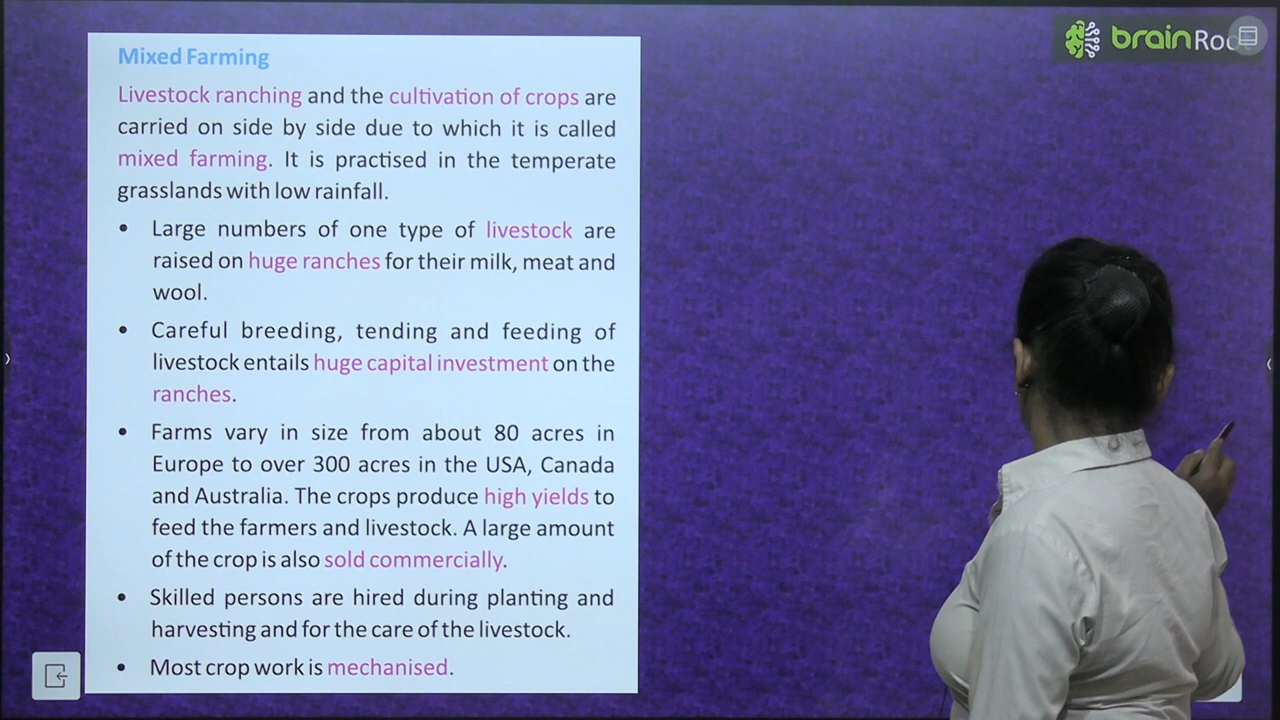 brainRoot
Mixed Farming
Livestock ranching and the cultivation of crops are
carried on side by side due to which it is called
mixed farming. It is practised in the temperate
grasslands with low rainfall.
• Large numbers of one type of livestock are
raised on huge ranches for their milk, meat and
wool.
• Careful breeding, tending and feeding of
livestock entails huge capital investment on the
ranches.
• Farms vary in size from about 80 acres in
Europe to over 300 acres in the USA, Canada
and Australia. The crops produce high yields to
feed the farmers and livestock. A large amount
of the crop is also sold commercially.
• Skilled persons are hired during planting and
harvesting and for the care of the livestock.
• Most crop work is mechanised.